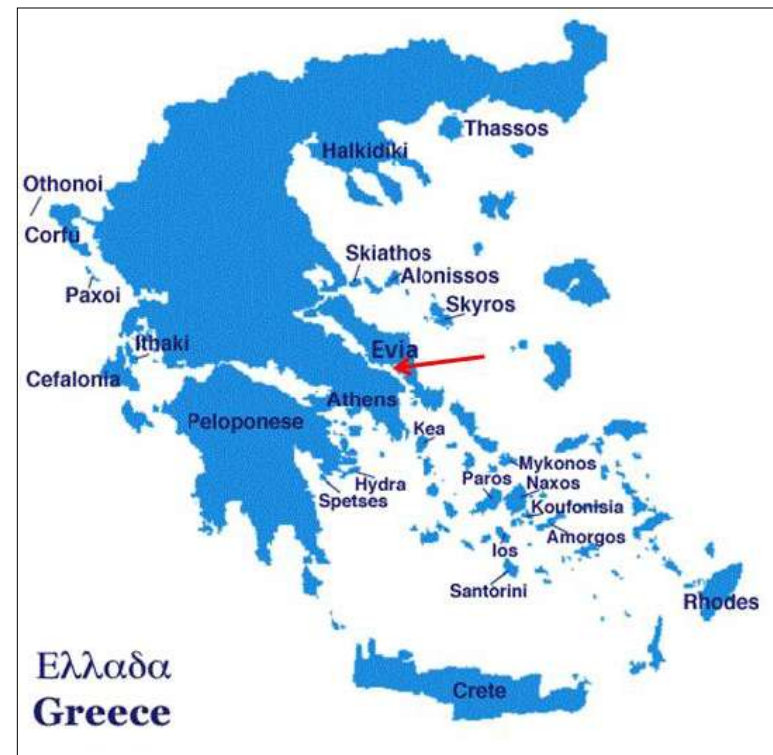 Thassos
Halkidiki
Othonoi
Corfu
Skiathos
Alonissos
Paxoi
Skyros
Ithaki
Evia
Cefalonia
Athens
Peloponese
Kea
Mykonos
Paros
Naxos
Hydra
Koufonisia
Spetses
Amorgos
Ios
Santorini
Rhodes
Ελλαδα
Crete
Greece